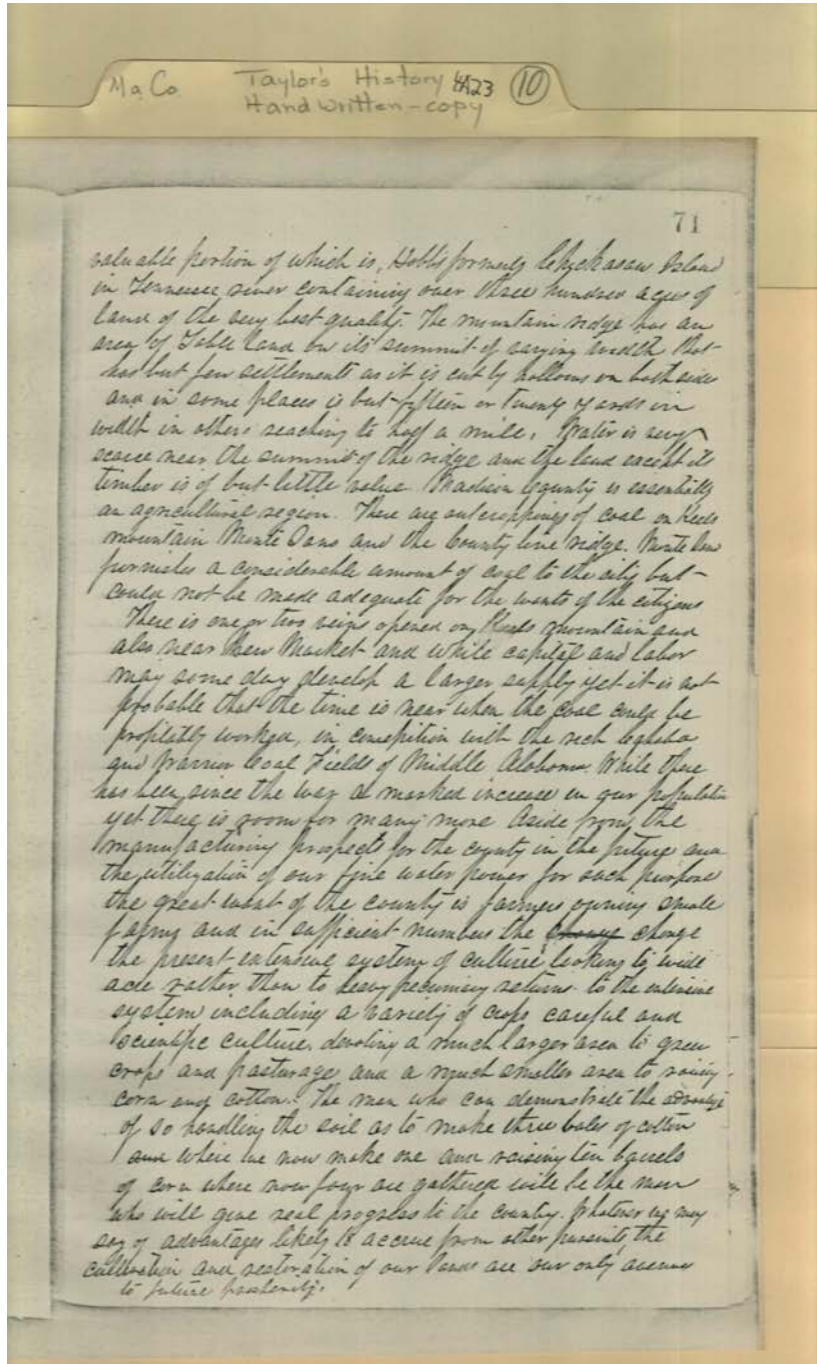 Ma Co Taylor's History 4A23 10
Handwritten-copy
71
valuable portion of which is, Hobbs formerly Chickasaw Island
in Tennessee river containing over three hundred acres of
land of the very best quality. The mountain ridge has an
area of Table Land on its summit of varying width that
has but few settlements as it is cut by hollows on both sides
and in some places is but fifteen or twenty yards in
width in others reaching to half a mile. Water is very
scarce near the summit of the ridge and the land except its
timber is of but little value. Madison County is essentially
an agricultural region. There are outcroppings of coal on Keels
mountain Monte Sano and the County line ridge. Monte Sano
furnishes a considerable amount of coal to the city but
could not be made adequate for the wants of the citizens
There is one or two veins opened on Keels mountain and
also near New Market and while capital and labor
may some day develop a larger supply yet it is not
probable that the time is near when the coal could be
profitly worked, in competition with the rich Cahaba
and Warrior Coal Fields of Middle Alabama. While there
has been since the war a marked increase in our population
yet there is room for many more Aside from the
manufacturing prospects for the county in the future and
the utilization of our fine water power for such purpose
the great want of the county is farmers owning small
farms and in sufficient numbers the change change
the present extensive system of culture looking to wide
acre rather than to heavy pecuniary returns to the intensive
system including a variety of crops careful and
scientific culture, devoting a much larger area to green
crops and pasturage and a much smaller area to raising
corn and cotton. The man who can demonstrate the advantage
of so handling the soil as to make three bales of cotton
and where we now make one and raising ten barrels
of corn where now four are gathered will be the man
who will give real progress to the country. Whatever we may
say of advantages likely to accrue from other pursuits, the
cultivation and restoration of our lands are our only avenues
to future prosperity.